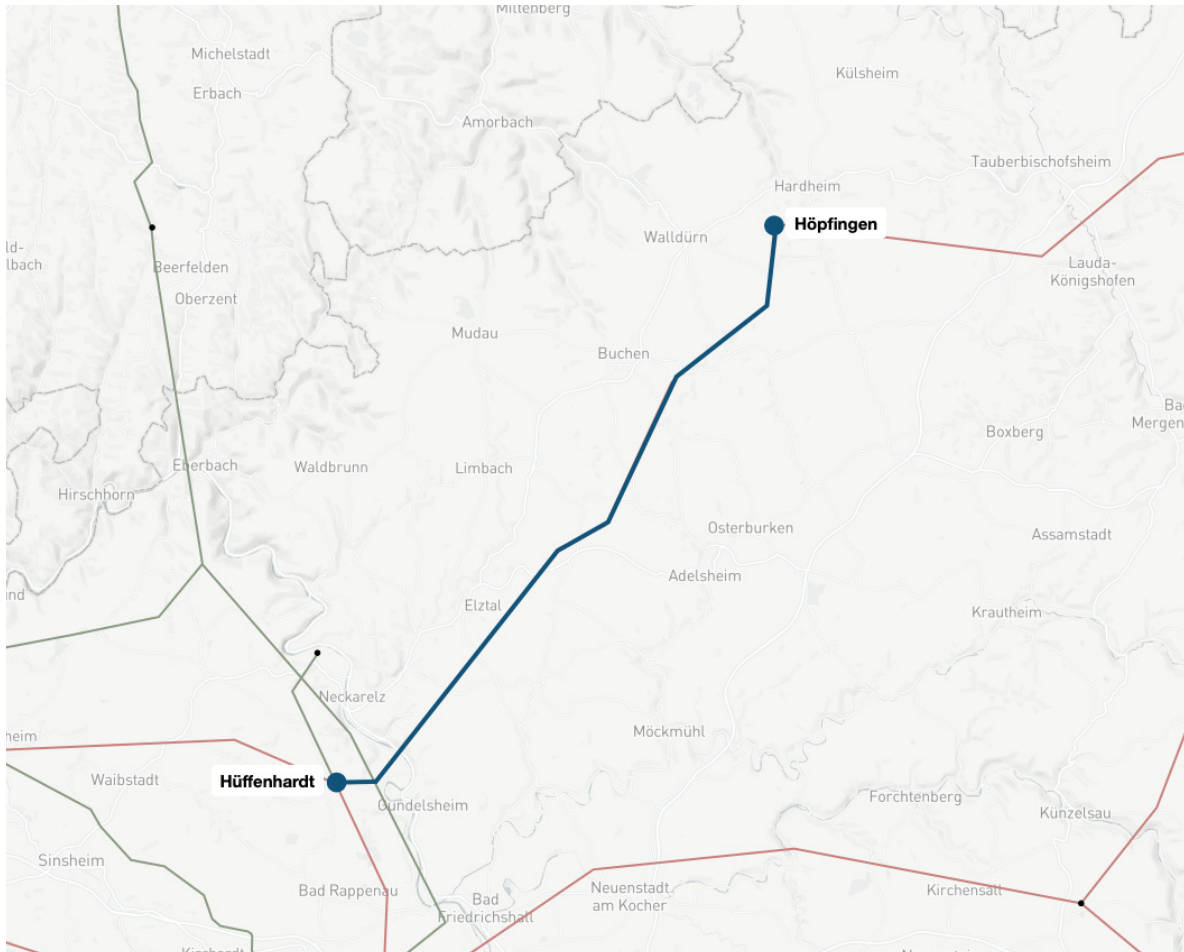 Miltenberg
Michelstadt
Külsheim
Erbach
Amorbach
Tauberbischofsheim
Hardheim
Höpfingen
Walldürn
Beerfelden
Lauda-
Königshofen
Oberzent
Mudau
Buchen
Mergen
Boxberg
Eberbach
Waldbrunn
Limbach
Hirschhorn
Osterburken
Assamstadt
Adelsheim
Elztal
Krautheim
Neckarelz
Möckmühl
heim
Waibstadt
Hüffenhardt
Gundelsheim
Forchtenberg
Künzelsau
Sinsheim
Bad Rappenau
Bad
Friedrichshall
Neuenstadt
am Kocher
Kirchensall